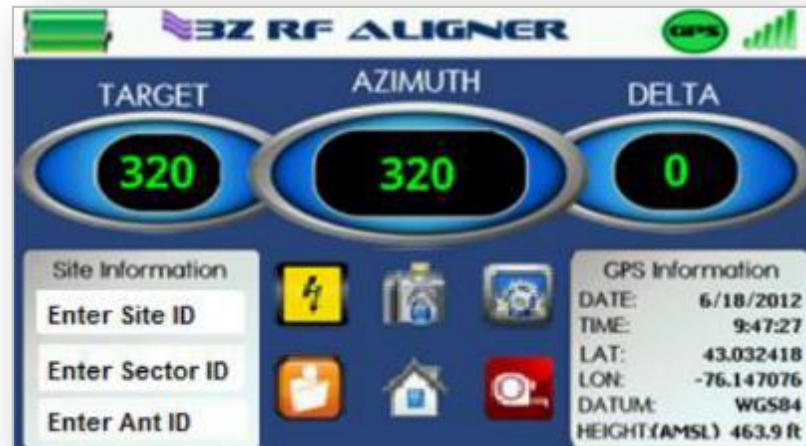 3Z RF ALIGNER
GPS
TARGET
AZIMUTH
DELTA
320
320
0
Site Information
Enter Site ID
Enter Sector ID
Enter Ant ID
GPS Information
DATE: 6/18/2012
TIME: 9:47:27
LAT: 43.032418
LON: -76.147076
DATUM: WGS84
HEIGHT:(AMSL) 463.9 ft